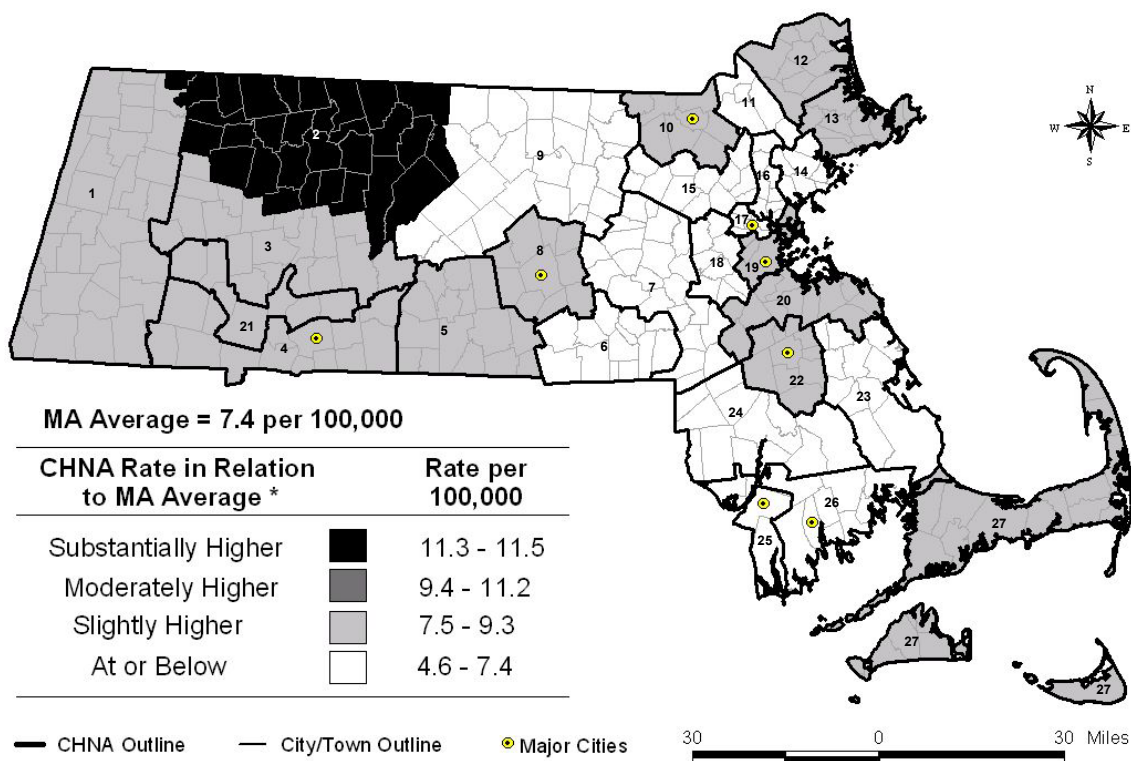 12
11
10
13
N
W E
S
2
9
16
14
15
1
17
8
18
19
3
7
20
21
5
6
4
22
23
24
MA Average = 7.4 per 100,000
CHNA Rate in Relation
to MA Average *
Rate per
100,000
26
27
25
Substantially Higher 11.3 - 11.5
Moderately Higher 9.4 - 11.2
Slightly Higher 7.5 - 9.3
At or Below 4.6 - 7.4
27
27
CHNA Outline City/Town Outline Major Cities
30 0 30 Miles